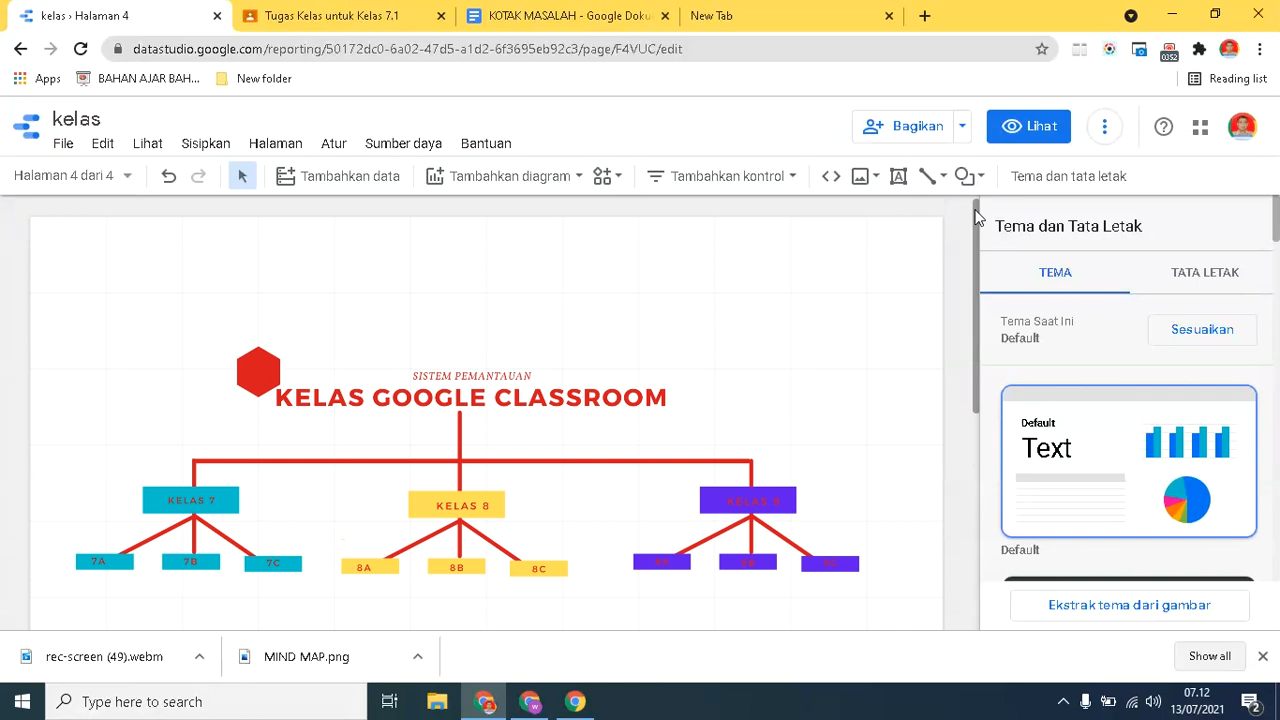 kelas › Halaman 4
Tugas Kelas untuk Kelas 7.1
KOTAK MASALAH - Google Doku
New Tab
datastudio.google.com/reporting/50172dc0-6a02-47d5-a1d2-6f3695eb92c3/page/F4VUC/edit
0352
Apps
BAHAN AJAR BAH...
New folder
Reading list
kelas
File Edit Lihat Sisipkan Halaman Atur Sumber daya Bantuan
Bagikan
Lihat
Halaman 4 dari 4
Tambahkan data
Tambahkan diagram
Tambahkan kontrol
Tema dan tata letak
Tema dan Tata Letak
TEMA
TATA LETAK
Tema Saat Ini
Default
Sesuaikan
Default
Text
Default
Ekstrak tema dari gambar
SISTEM PEMANTAUAN
KELAS GOOGLE CLASSROOM
KELAS 7
KELAS 8
KELAS 9
7A
7B
7C
8A
8B
8C
rec-screen (49).webm
MIND MAP.png
Show all
Type here to search
07.12
13/07/2021
2